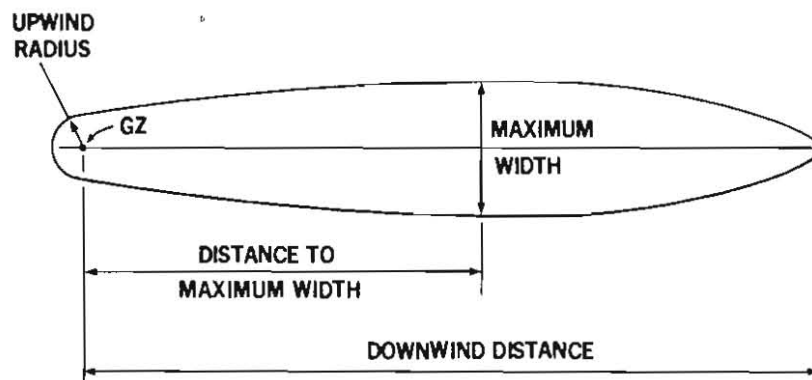 UPWIND
RADIUS
GZ
MAXIMUM
WIDTH
DISTANCE TO
MAXIMUM WIDTH
DOWNWIND DISTANCE